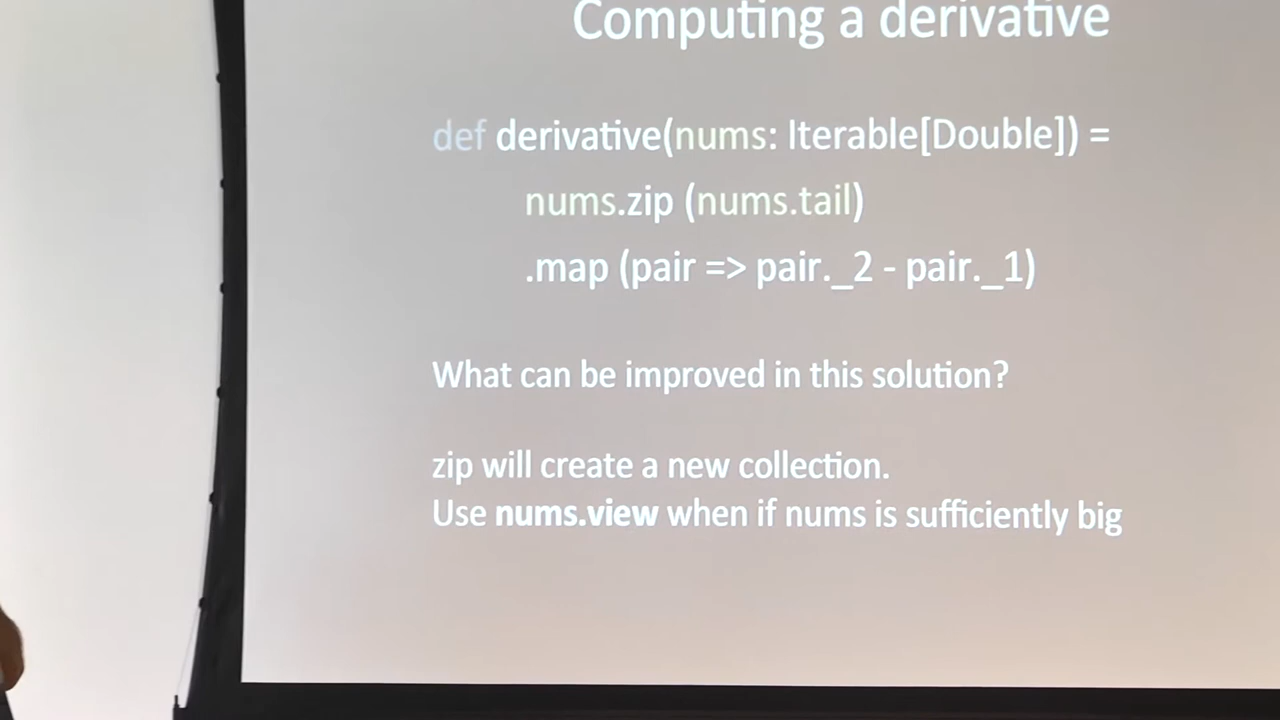 Computing a derivative
def derivative(nums: Iterable[Double]) =
nums.zip (nums.tail)
.map (pair => pair._2 - pair._1)
What can be improved in this solution?
zip will create a new collection.
Use nums.view when if nums is sufficiently big